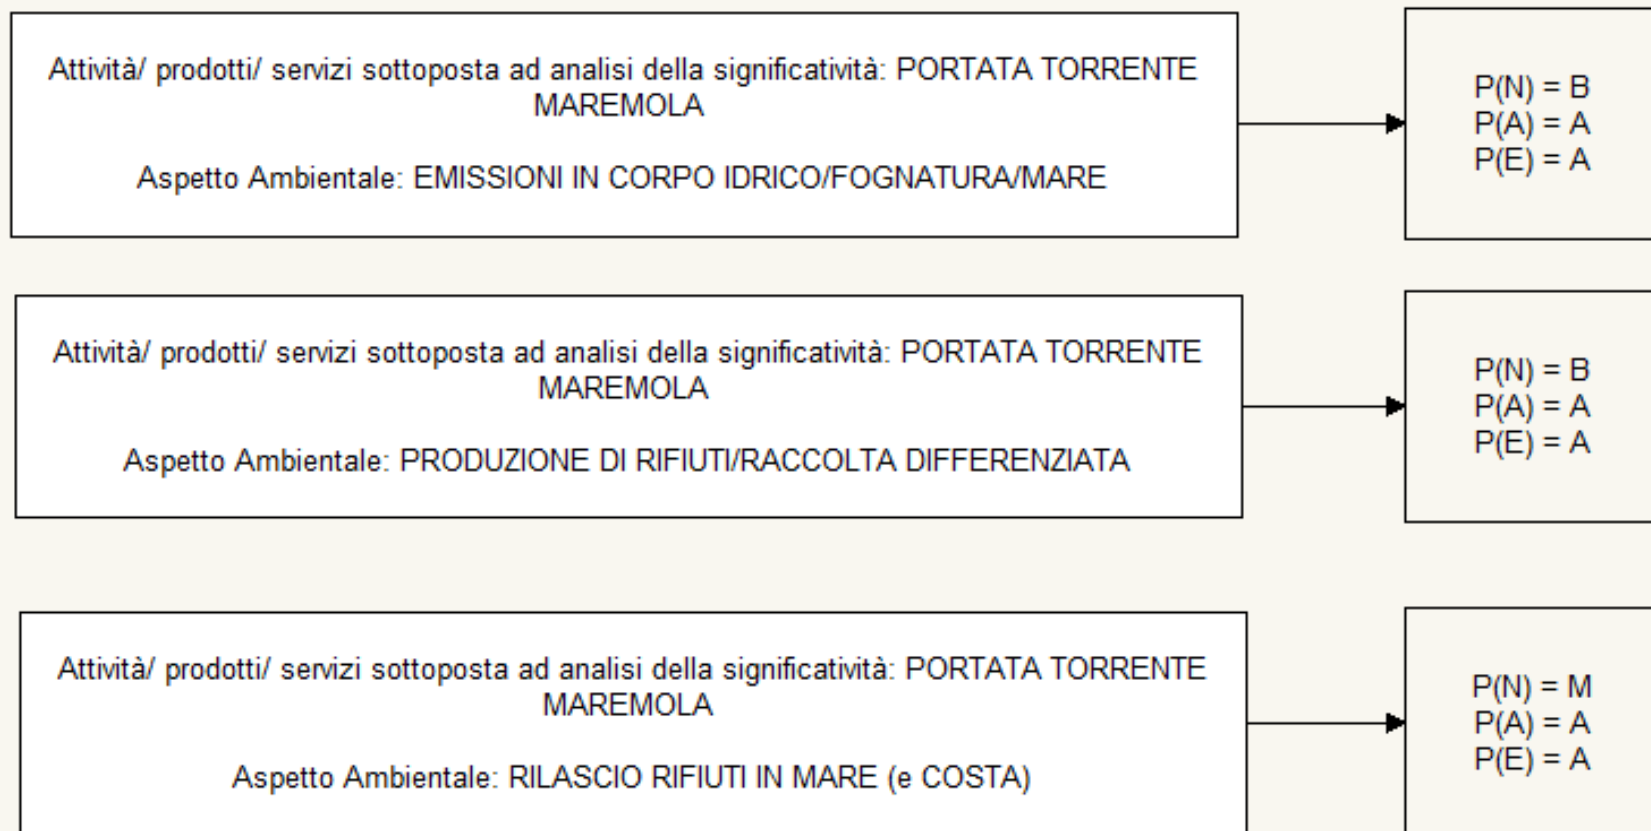 Attività/ prodotti/ servizi sottoposta ad analisi della significatività: PORTATA TORRENTE
MAREMOLA
Aspetto Ambientale: EMISSIONI IN CORPO IDRICO/FOGNATURA/MARE
P(N) = B
P(A) = A
P(E) = A
Attività/ prodotti/ servizi sottoposta ad analisi della significatività: PORTATA TORRENTE
MAREMOLA
Aspetto Ambientale: PRODUZIONE DI RIFIUTI/RACCOLTA DIFFERENZIATA
P(N) = B
P(A) = A
P(E) = A
Attività/ prodotti/ servizi sottoposta ad analisi della significatività: PORTATA TORRENTE
MAREMOLA
Aspetto Ambientale: RILASCIO RIFIUTI IN MARE (e COSTA)
P(N) = M
P(A) = A
P(E) = A